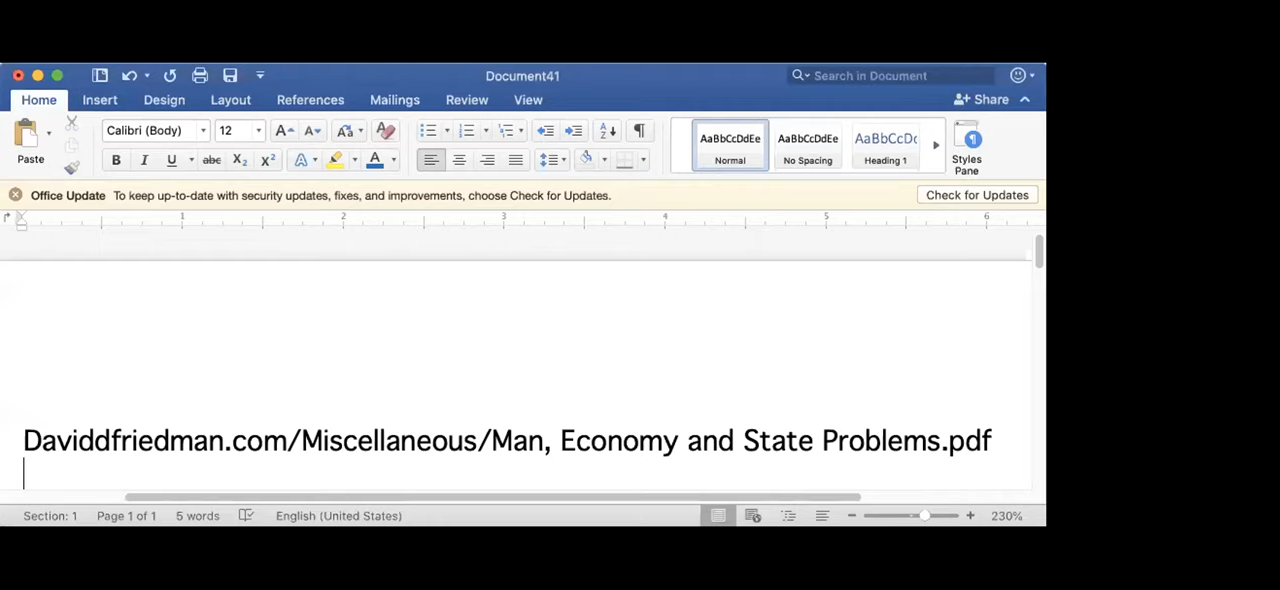 Document41
Search in Document
Home Insert Design Layout References Mailings Review View Share
Calibri (Body) 12
Paste
B I U abc X₂ X² A A
AaBbCcDdEe AaBbCcDdEe AaBbCcDc
Normal No Spacing Heading 1
Styles Pane
Office Update To keep up-to-date with security updates, fixes, and improvements, choose Check for Updates. Check for Updates
1 2 3 4 5 6
Daviddfriedman.com/Miscellaneous/Man, Economy and State Problems.pdf
Section: 1 Page 1 of 1 5 words English (United States) 230%